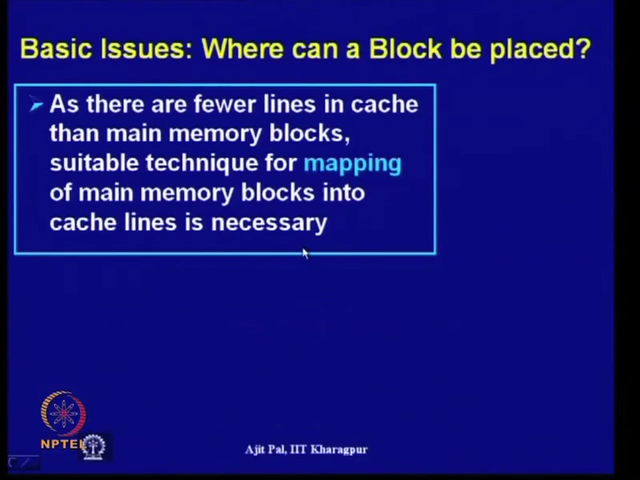 Basic Issues: Where can a Block be placed?
As there are fewer lines in cache
than main memory blocks,
suitable technique for mapping
of main memory blocks into
cache lines is necessary
NPTEL
Ajit Pal, IIT Kharagpur